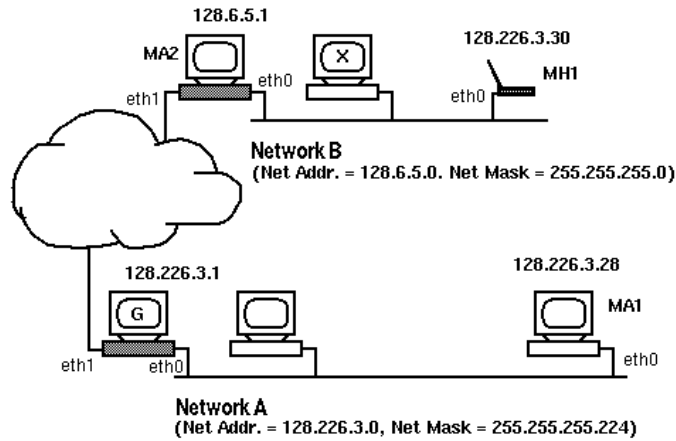 128.6.5.1
128.226.3.30
MA2
X
MH1
eth0
eth1
eth0
Network B
(Net Addr. = 128.6.5.0. Net Mask = 255.255.255.0)
128.226.3.1
128.226.3.28
G
MA1
eth1
eth0
eth0
Network A
(Net Addr. = 128.226.3.0, Net Mask = 255.255.255.224)